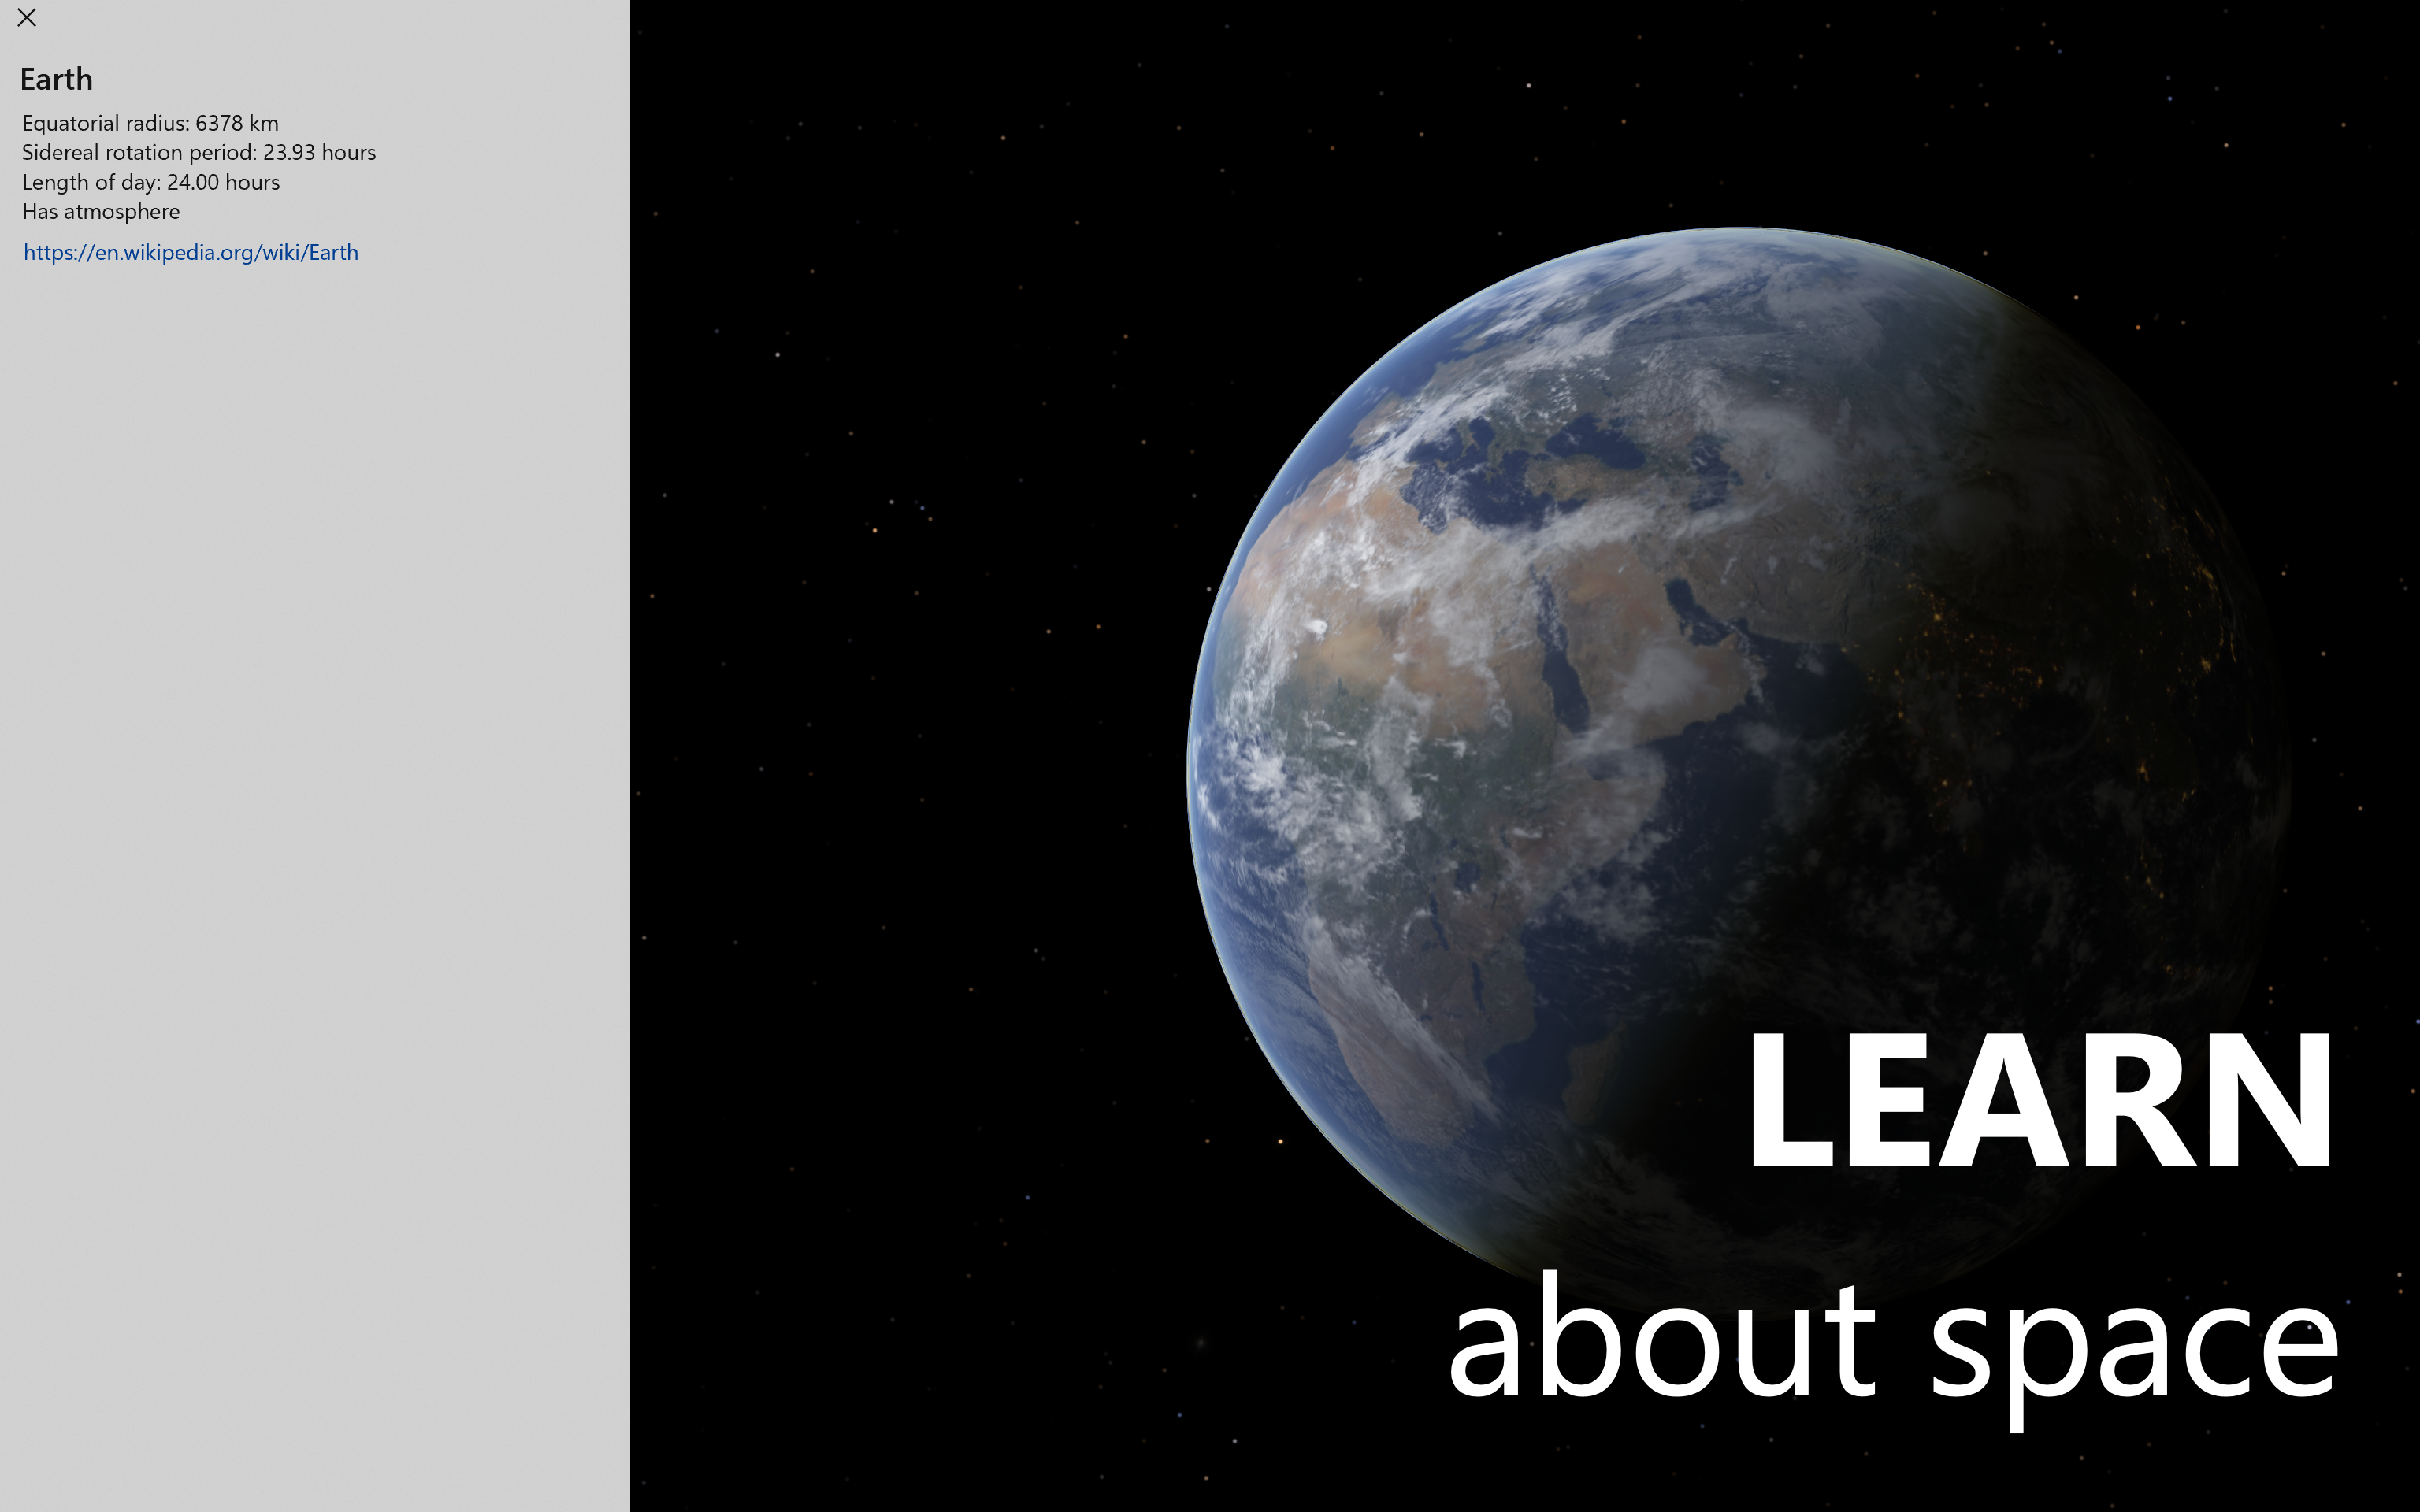 Earth
Equatorial radius: 6378 km
Sidereal rotation period: 23.93 hours
Length of day: 24.00 hours
Has atmosphere
https://en.wikipedia.org/wiki/Earth
LEARN
about space